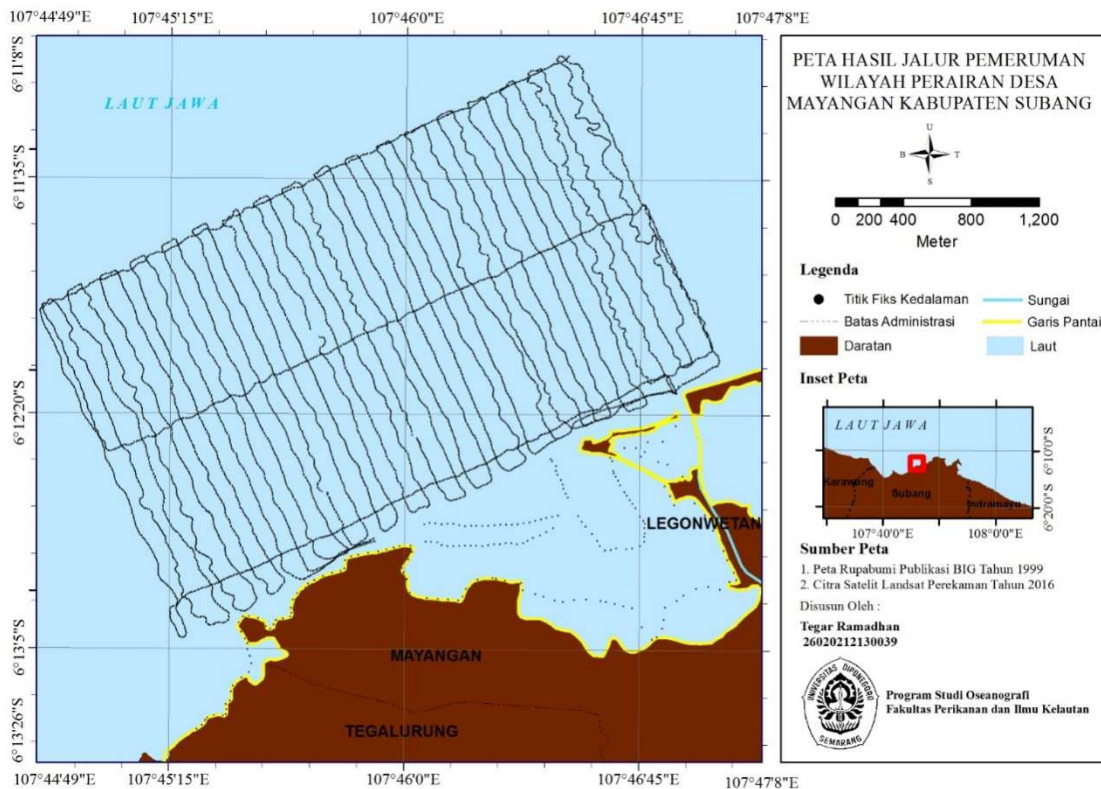 107°44'49"E
107°45'15"E
107°46'0"E
107°46'45"E
107°47'8"E
6°11'8"S
6°11'35"S
6°12'20"S
6°13'5"S
6°13'26"S
LAUT JAWA
LEGONWETAN
MAYANGAN
TEGALURUNG
107°44'49"E
107°45'15"E
107°46'0"E
107°46'45"E
107°47'8"E
PETA HASIL JALUR PEMERUMAN
WILAYAH PERAIRAN DESA
MAYANGAN KABUPATEN SUBANG
U
B T
S
0 200 400 800 1,200
Meter
Legenda
Titik Fiks Kedalaman
Sungai
Batas Administrasi
Garis Pantai
Daratan
Laut
Inset Peta
LAUT JAWA
Karawang
Subang
Indramayu
6°10'0"S
6°20'0"S
107°40'0"E
108°0'0"E
Sumber Peta
1. Peta Rupabumi Publikasi BIG Tahun 1999
2. Citra Satelit Landsat Perekaman Tahun 2016
Disusun Oleh :
Tegar Ramadhan
26020212130039
UNIVERSITAS DIPONEGORO
SEMARANG
Program Studi Oseanografi
Fakultas Perikanan dan Ilmu Kelautan